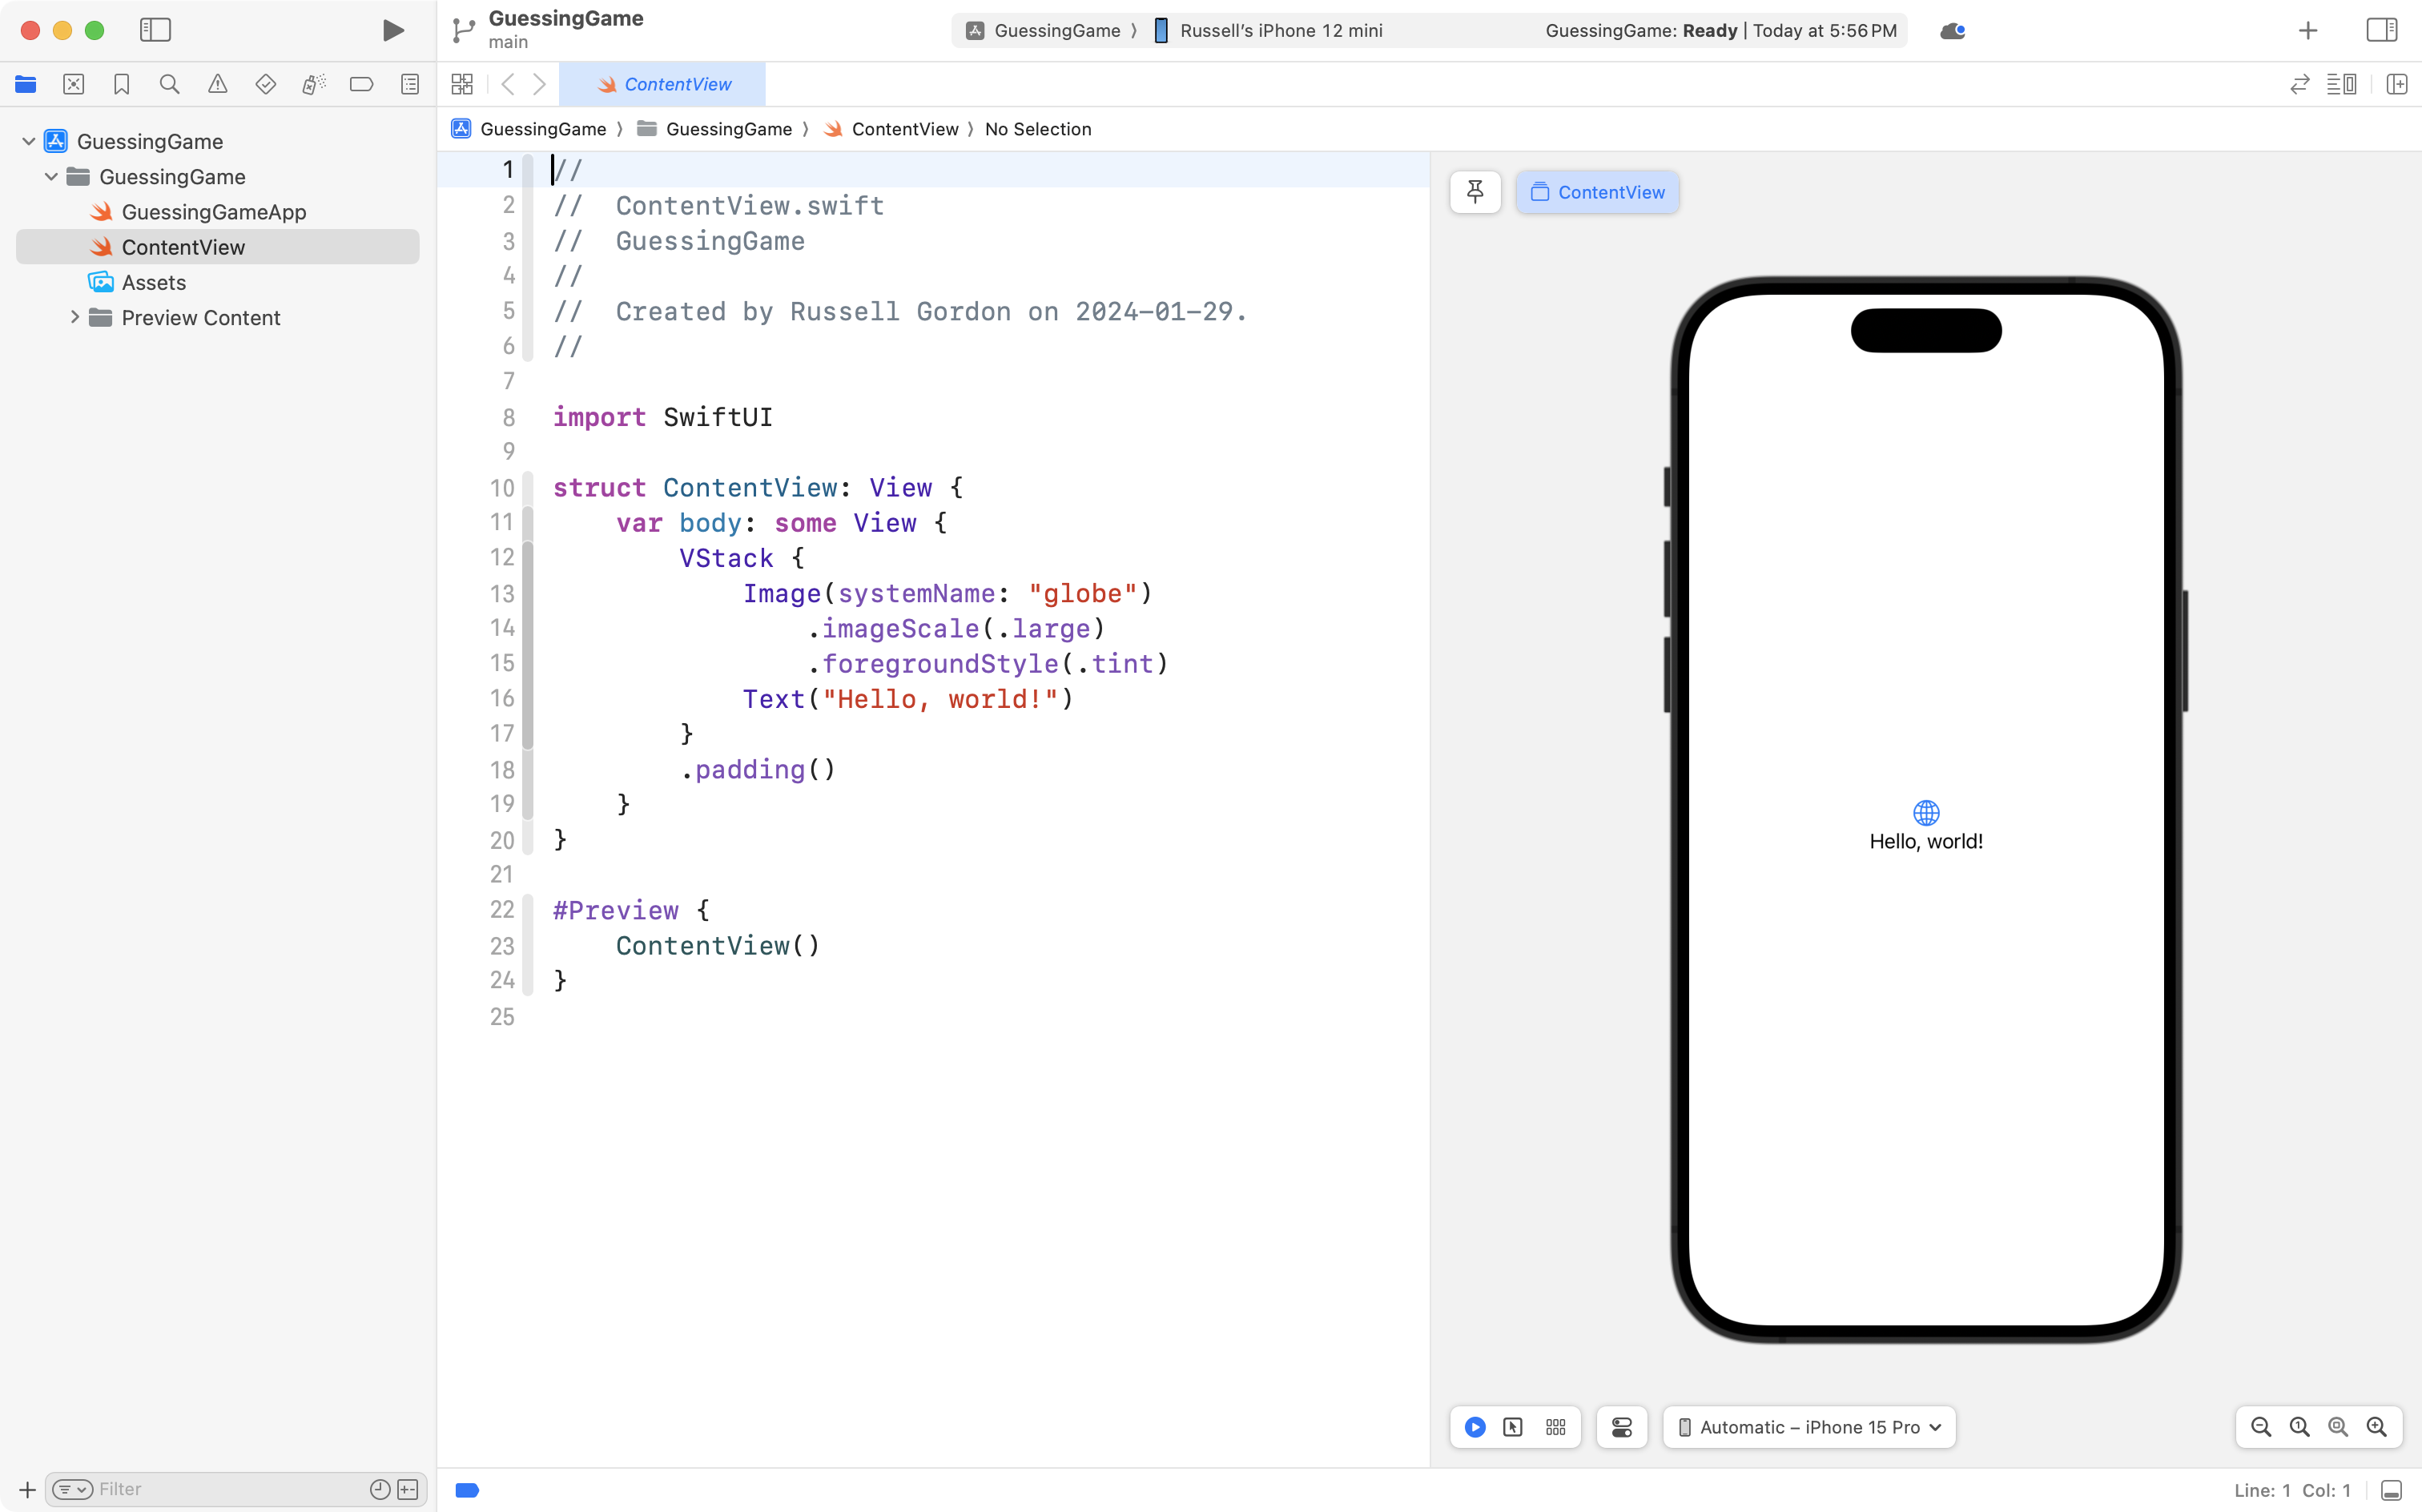 GuessingGame
main
GuessingGame 〉 Russell’s iPhone 12 mini
GuessingGame: Ready | Today at 5:56 PM
ContentView
GuessingGame 〉 GuessingGame 〉 ContentView 〉 No Selection
GuessingGame
GuessingGame
GuessingGameApp
ContentView
Assets
Preview Content
1 //
2 //  ContentView.swift
3 //  GuessingGame
4 //
5 //  Created by Russell Gordon on 2024-01-29.
6 //
7
8 import SwiftUI
9
10 struct ContentView: View {
11     var body: some View {
12         VStack {
13             Image(systemName: "globe")
14                 .imageScale(.large)
15                 .foregroundStyle(.tint)
16             Text("Hello, world!")
17         }
18         .padding()
19     }
20 }
21
22 #Preview {
23     ContentView()
24 }
25
ContentView
Hello, world!
Automatic – iPhone 15 Pro
Filter
Line: 1 Col: 1